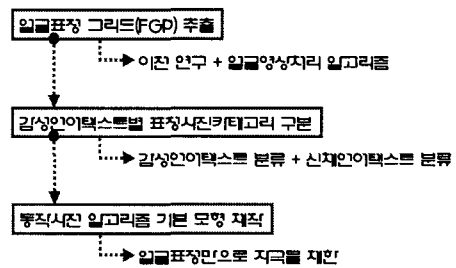 얼굴표정 그리드(FGP) 추출
이전 연구 + 얼굴영상처리 알고리즘
감성언어텍스트별 표정사진카테고리 구분
감성언어텍스트 분류 + 신체언어텍스트 분류
동작사진 알고리즘 기본 모형 제작
얼굴표정만으로 자극물 제한